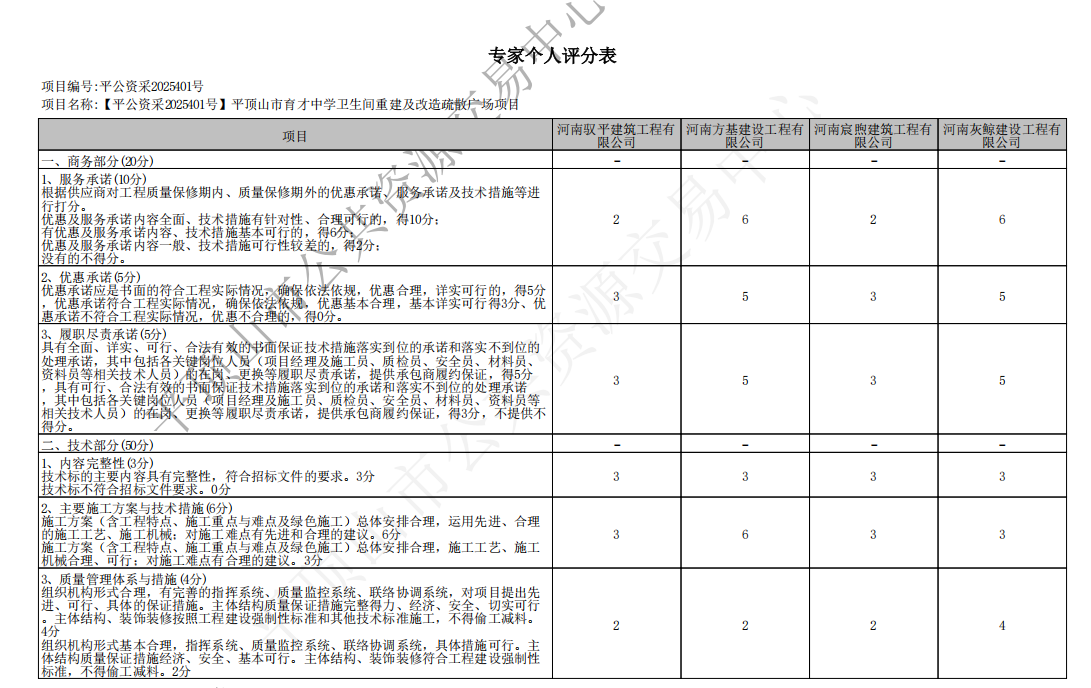 专家个人评分表
项目编号:平公资采2025401号
项目名称:【平公资采2025401号】平顶山市育才中学卫生间重建及改造疏散广场项目
项目 河南驭平建筑工程有限公司 河南方基建设工程有限公司 河南宸煦建筑工程有限公司 河南灰鲸建设工程有限公司
一、商务部分(20分) - - - -
1、服务承诺(10分)
根据供应商对工程质量保修期内、质量保修期外的优惠承诺、服务承诺及技术措施等进
行打分。
优惠及服务承诺内容全面、技术措施有针对性、合理可行的，得10分；
有优惠及服务承诺内容、技术措施基本可行的，得6分；
优惠及服务承诺内容一般、技术措施可行性较差的，得2分；
没有的不得分。
2 6 2 6
2、优惠承诺(5分)
优惠承诺应是书面的符合工程实际情况，确保依法依规，优惠合理，详实可行的，得5分
，优惠承诺符合工程实际情况，确保依法依规，优惠基本合理，基本详实可行得3分、优
惠承诺不符合工程实际情况，优惠不合理的，得0分。
3 5 3 5
3、履职尽责承诺(5分)
具有全面、详实、可行、合法有效的书面保证技术措施落实到位的承诺和落实不到位的
处理承诺，其中包括各关键岗位人员（项目经理及施工员、质检员、安全员、材料员、
资料员等相关技术人员）的在岗、更换等履职尽责承诺，提供承包商履约保证，得5分
，具有可行、合法有效的书面保证技术措施落实到位的承诺和落实不到位的处理承诺
，其中包括各关键岗位人员（项目经理及施工员、质检员、安全员、材料员、资料员等
相关技术人员）的在岗、更换等履职尽责承诺，提供承包商履约保证，得3分，不提供不
得分。
3 5 3 5
二、技术部分(50分) - - - -
1、内容完整性(3分)
技术标的主要内容具有完整性，符合招标文件的要求。3分
技术标不符合招标文件要求。0分
3 3 3 3
2、主要施工方案与技术措施(6分)
施工方案（含工程特点、施工重点与难点及绿色施工）总体安排合理，运用先进、合理
的施工工艺、施工机械；对施工难点有先进和合理的建议。6分
施工方案（含工程特点、施工重点与难点及绿色施工）总体安排合理，施工工艺、施工
机械合理、可行；对施工难点有合理的建议。3分
3 6 3 3
3、质量管理体系与措施(4分)
组织机构形式合理，有完善的指挥系统、质量监控系统、联络协调系统，对项目提出先
进、可行、具体的保证措施。主体结构质量保证措施完整得力、经济、安全、切实可行
。主体结构、装饰装修按照工程建设强制性标准和其他技术标准施工，不得偷工减料。
4分
组织机构形式基本合理，指挥系统、质量监控系统、联络协调系统，具体措施可行。主
体结构质量保证措施经济、安全、基本可行。主体结构、装饰装修符合工程建设强制性
标准，不得偷工减料。2分
2 2 2 4
平顶山市公共资源交易中心
平顶山市公共资源交易中心